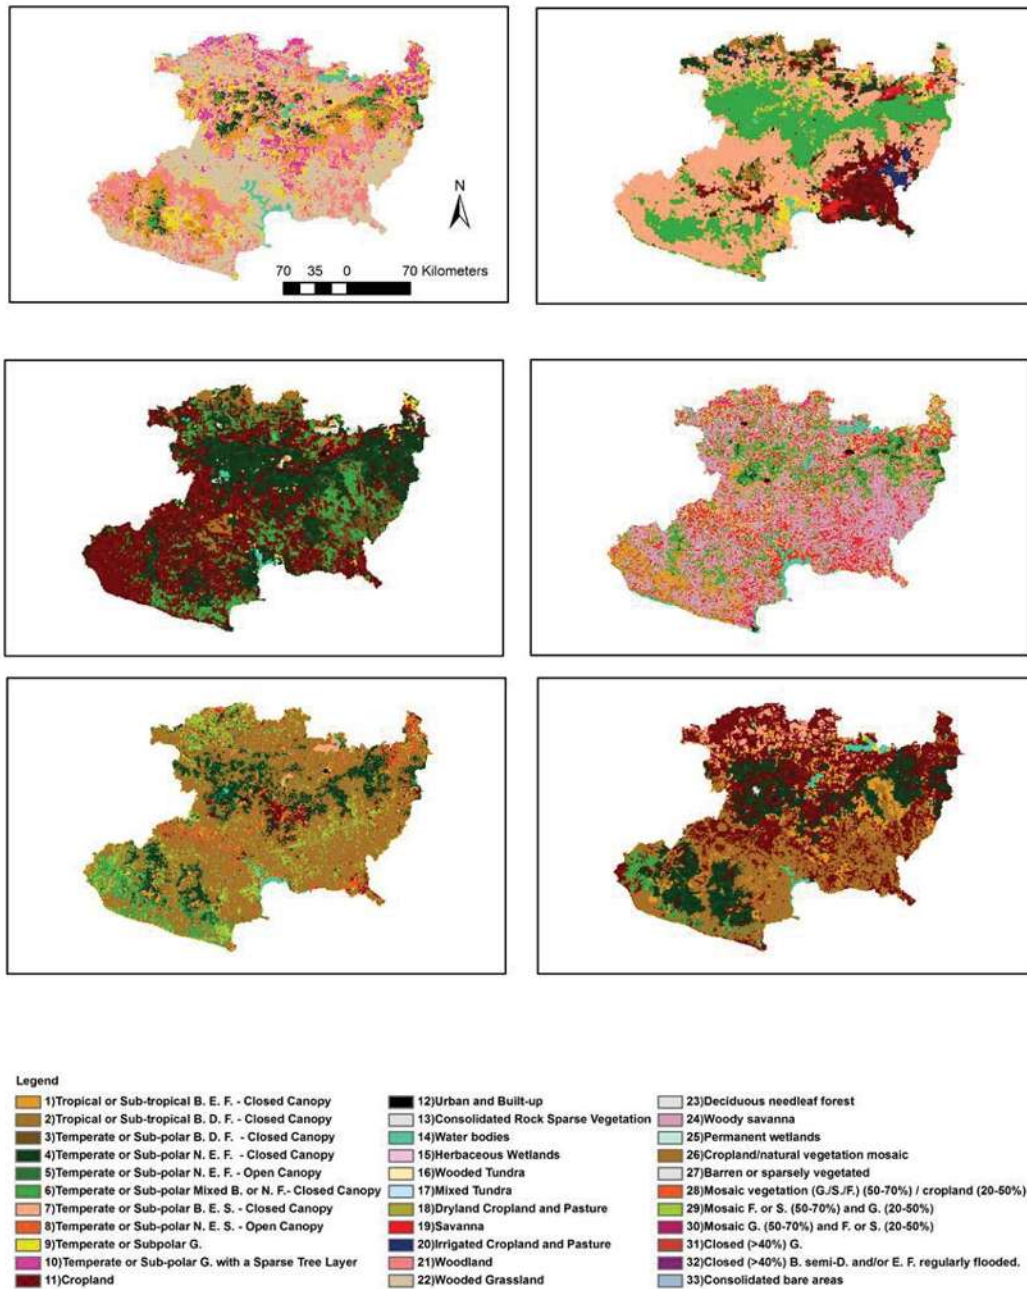 N
70 35 0 70 Kilometers
Legend
1)Tropical or Sub-tropical B. E. F. - Closed Canopy
2)Tropical or Sub-tropical B. D. F. - Closed Canopy
3)Temperate or Sub-polar B. D. F. - Closed Canopy
4)Temperate or Sub-polar N. E. F. - Closed Canopy
5)Temperate or Sub-polar N. E. F. - Open Canopy
6)Temperate or Sub-polar Mixed B. or N. F.- Closed Canopy
7)Temperate or Sub-polar B. E. S. - Closed Canopy
8)Temperate or Sub-polar N. E. S. - Open Canopy
9)Temperate or Subpolar G.
10)Temperate or Sub-polar G. with a Sparse Tree Layer
11)Cropland
12)Urban and Built-up
13)Consolidated Rock Sparse Vegetation
14)Water bodies
15)Herbaceous Wetlands
16)Wooded Tundra
17)Mixed Tundra
18)Dryland Cropland and Pasture
19)Savanna
20)Irrigated Cropland and Pasture
21)Woodland
22)Wooded Grassland
23)Deciduous needleaf forest
24)Woody savanna
25)Permanent wetlands
26)Cropland/natural vegetation mosaic
27)Barren or sparsely vegetated
28)Mosaic vegetation (G./S./F.) (50-70%) / cropland (20-50%)
29)Mosaic F. or S. (50-70%) and G. (20-50%)
30)Mosaic G. (50-70%) and F. or S. (20-50%)
31)Closed (>40%) G.
32)Closed (>40%) B. semi-D. and/or E. F. regularly flooded.
33)Consolidated bare areas